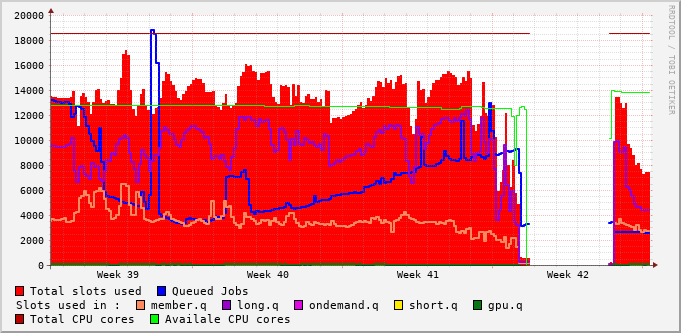 20000
18000
16000
14000
12000
10000
8000
6000
4000
2000
0
Week 39 Week 40 Week 41 Week 42
Total slots used Queued Jobs
Slots used in : member.q long.q ondemand.q short.q gpu.q
Total CPU cores Availale CPU cores
RRDTOOL / TOBI OETIKER